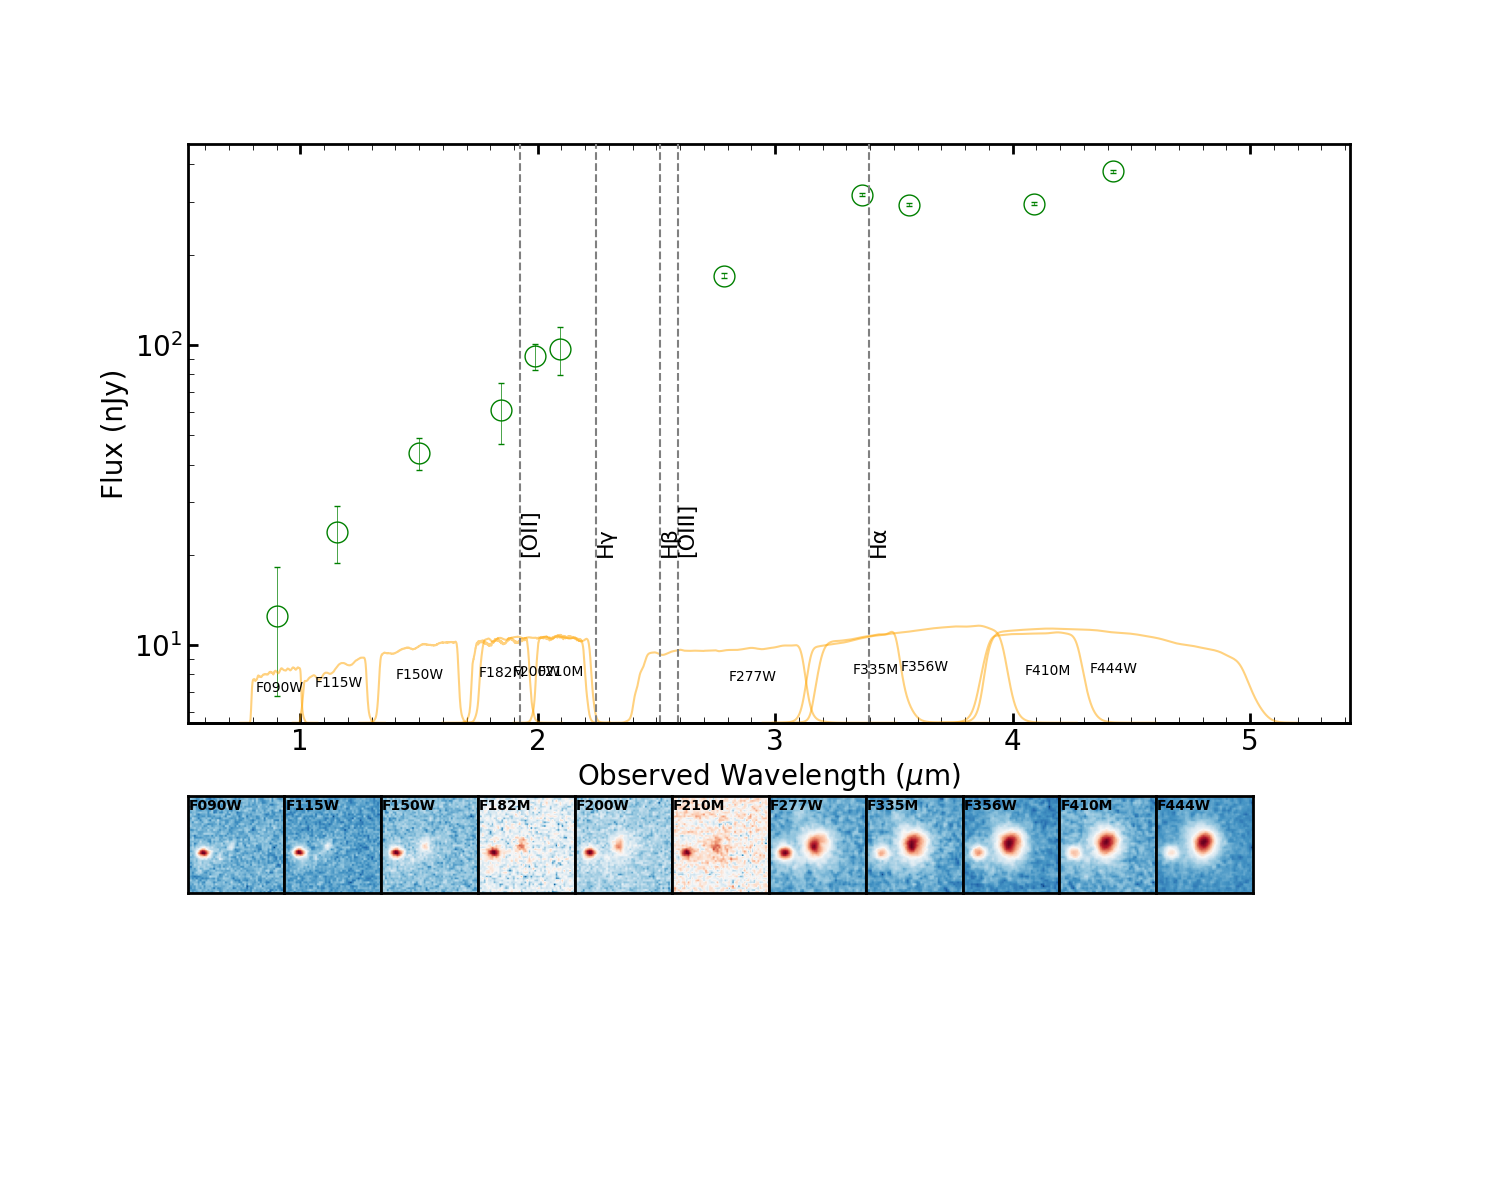 10²
10¹
Flux (nJy)
[OII]
Hγ
Hβ
[OIII]
Hα
F090W
F115W
F150W
F182M
F200W
F210M
F277W
F335M
F356W
F410M
F444W
1 2 3 4 5
Observed Wavelength (μm)
F090W F115W F150W F182M F200W F210M F277W F335M F356W F410M F444W